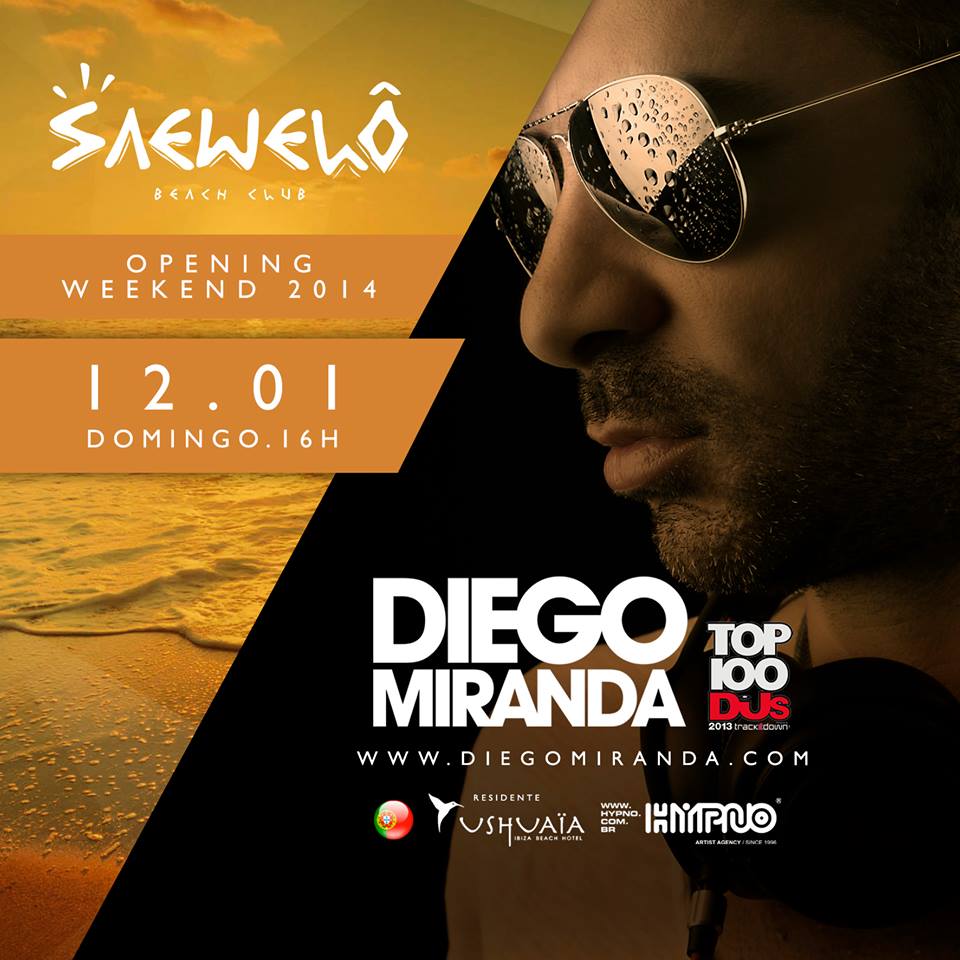 SAEWELÔ
BEACH CLUB
OPENING
WEEKEND 2014
12.01
DOMINGO.16H
DIEGO
MIRANDA
TOP
100
DJs
2013 trackitdown
WWW.DIEGOMIRANDA.COM
RESIDENTE
USHUAÏA
IBIZA BEACH HOTEL
WWW.
HYPNO.
COM.
BR
HYPNO®
ARTIST AGENCY / SINCE 1996